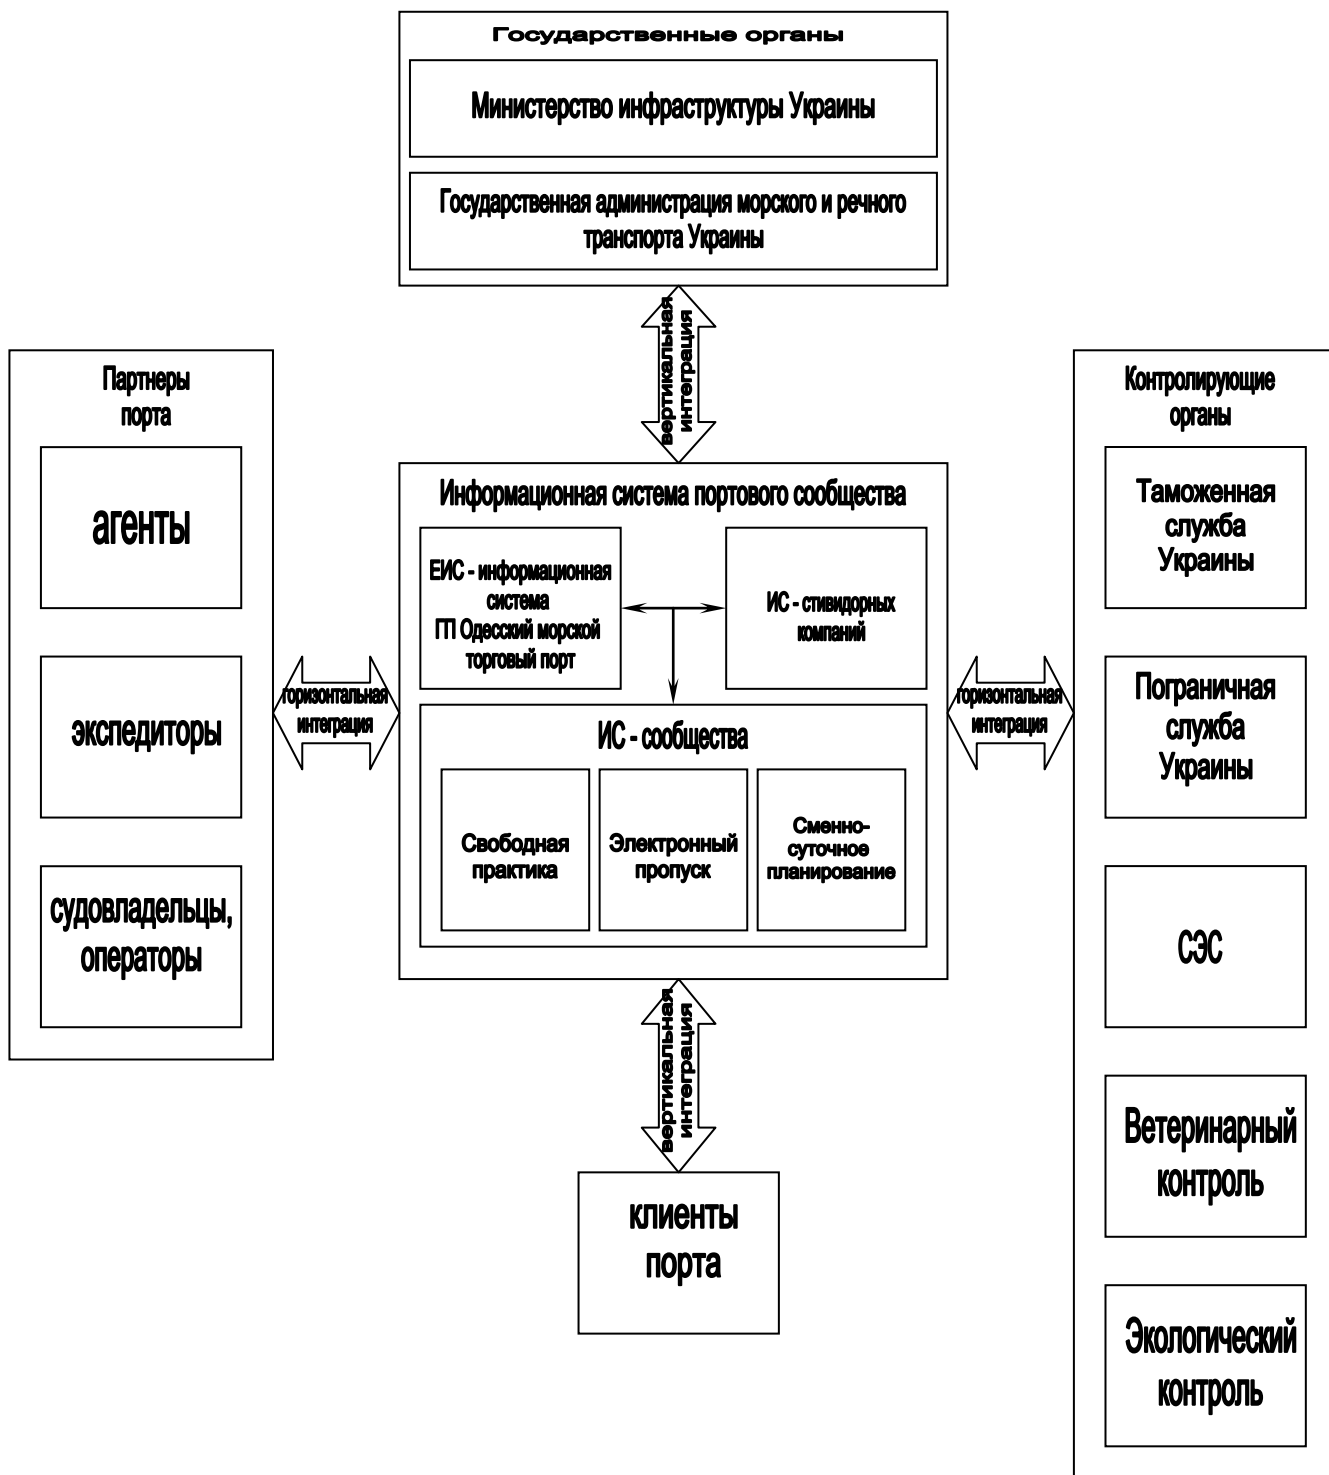 Государственные органы
Министерство инфраструктуры Украины
Государственная администрация морского и речного
транспорта Украины
вертикальная
интеграция
Партнеры
порта
агенты
экспедиторы
судовладельцы,
операторы
горизонтальная
интеграция
Информационная система портового сообщества
ЕИС - информационная
система
ГП Одесский морской
торговый порт
ИС - стивидорных
компаний
ИС - сообщества
Свободная
практика
Электронный
пропуск
Сменно-
суточное
планирование
горизонтальная
интеграция
Контролирующие
органы
Таможенная
служба
Украины
Пограничная
служба
Украины
СЭС
Ветеринарный
контроль
Экологический
контроль
вертикальная
интеграция
клиенты
порта